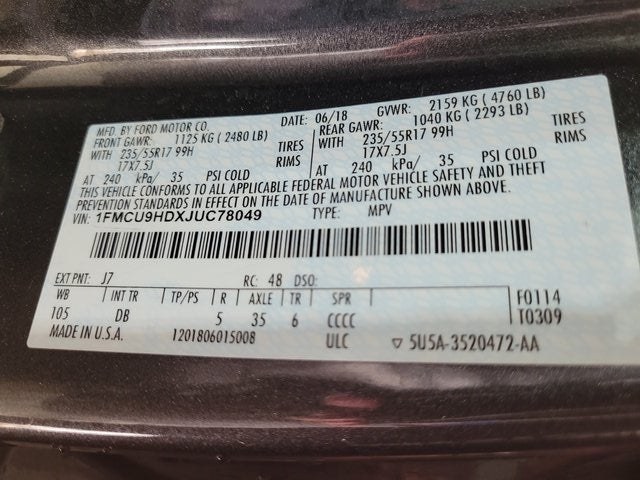 MFD. BY FORD MOTOR CO. DATE: 06/18 GVWR: 2159 KG ( 4760 LB)
FRONT GAWR: 1125 KG ( 2480 LB) REAR GAWR: 1040 KG ( 2293 LB)
WITH 235/55R17 99H TIRES WITH 235/55R17 99H TIRES
17X7.5J RIMS 17X7.5J RIMS
AT 240 kPa/ 35 PSI COLD AT 240 kPa/ 35 PSI COLD
THIS VEHICLE CONFORMS TO ALL APPLICABLE FEDERAL MOTOR VEHICLE SAFETY AND THEFT
PREVENTION STANDARDS IN EFFECT ON THE DATE OF MANUFACTURE SHOWN ABOVE.
VIN: 1FMCU9HDXJUC78049 TYPE: MPV
EXT PNT: J7 RC: 48 DSO:
WB INT TR TP/PS R AXLE TR SPR F0114
105 DB 5 35 6 CCCC T0309
MADE IN U.S.A. 1201806015008 ULC ▽ 5U5A-3520472-AA